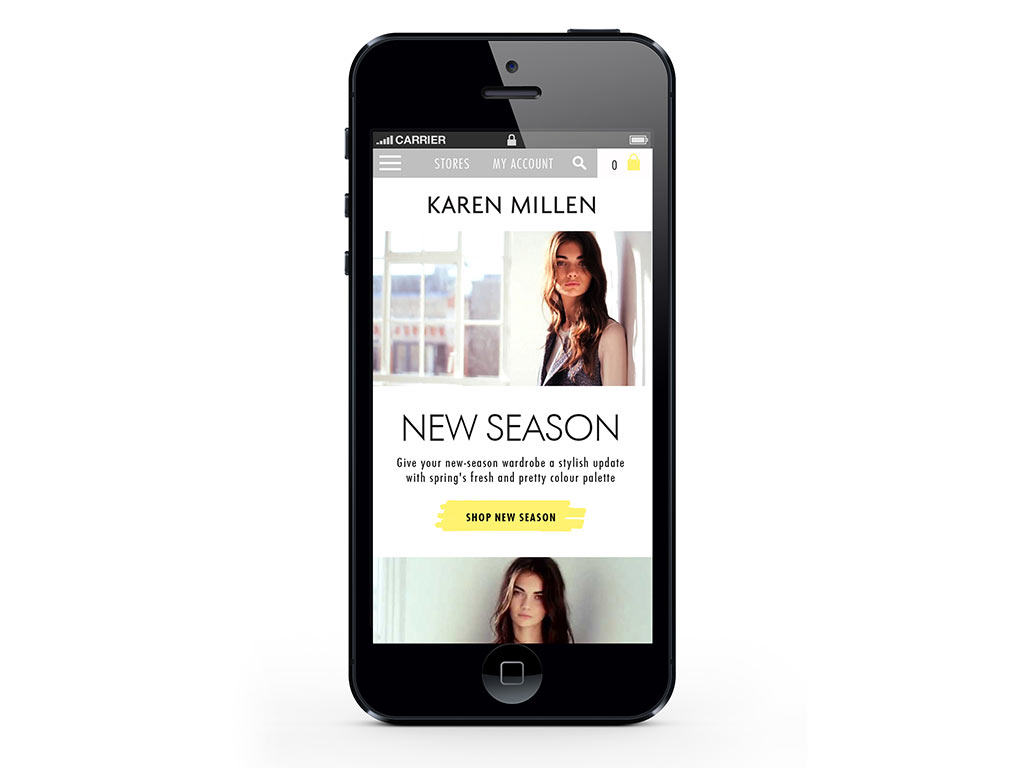 CARRIER
STORES MY ACCOUNT 0
KAREN MILLEN
NEW SEASON
Give your new-season wardrobe a stylish update
with spring's fresh and pretty colour palette
SHOP NEW SEASON